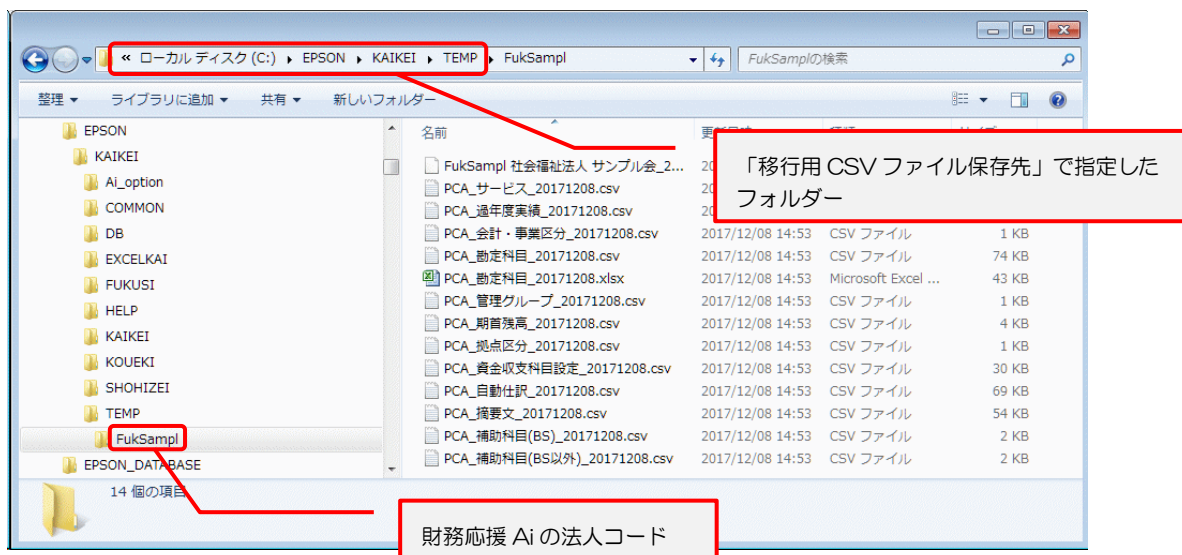 « ローカル ディスク (C:) ▸ EPSON ▸ KAIKEI ▸ TEMP ▸ FukSampl
FukSamplの検索
整理 ライブラリに追加 共有 新しいフォルダー
EPSON
KAIKEI
Ai_option
COMMON
DB
EXCELKAI
FUKUSI
HELP
KAIKEI
KOUEKI
SHOHIZEI
TEMP
FukSampl
EPSON_DATABASE
名前
FukSampl 社会福祉法人 サンプル会_2...
PCA_サービス_20171208.csv
PCA_過年度実績_20171208.csv
PCA_会計・事業区分_20171208.csv 2017/12/08 14:53 CSV ファイル 1 KB
PCA_勘定科目_20171208.csv 2017/12/08 14:53 CSV ファイル 74 KB
PCA_勘定科目_20171208.xlsx 2017/12/08 14:53 Microsoft Excel ... 43 KB
PCA_管理グループ_20171208.csv 2017/12/08 14:53 CSV ファイル 1 KB
PCA_期首残高_20171208.csv 2017/12/08 14:53 CSV ファイル 4 KB
PCA_拠点区分_20171208.csv 2017/12/08 14:53 CSV ファイル 1 KB
PCA_資金収支科目設定_20171208.csv 2017/12/08 14:53 CSV ファイル 30 KB
PCA_自動仕訳_20171208.csv 2017/12/08 14:53 CSV ファイル 69 KB
PCA_摘要文_20171208.csv 2017/12/08 14:53 CSV ファイル 54 KB
PCA_補助科目(BS)_20171208.csv 2017/12/08 14:53 CSV ファイル 2 KB
PCA_補助科目(BS以外)_20171208.csv 2017/12/08 14:53 CSV ファイル 2 KB
「移行用 CSV ファイル保存先」で指定した
フォルダー
14 個の項目
財務応援 Ai の法人コード